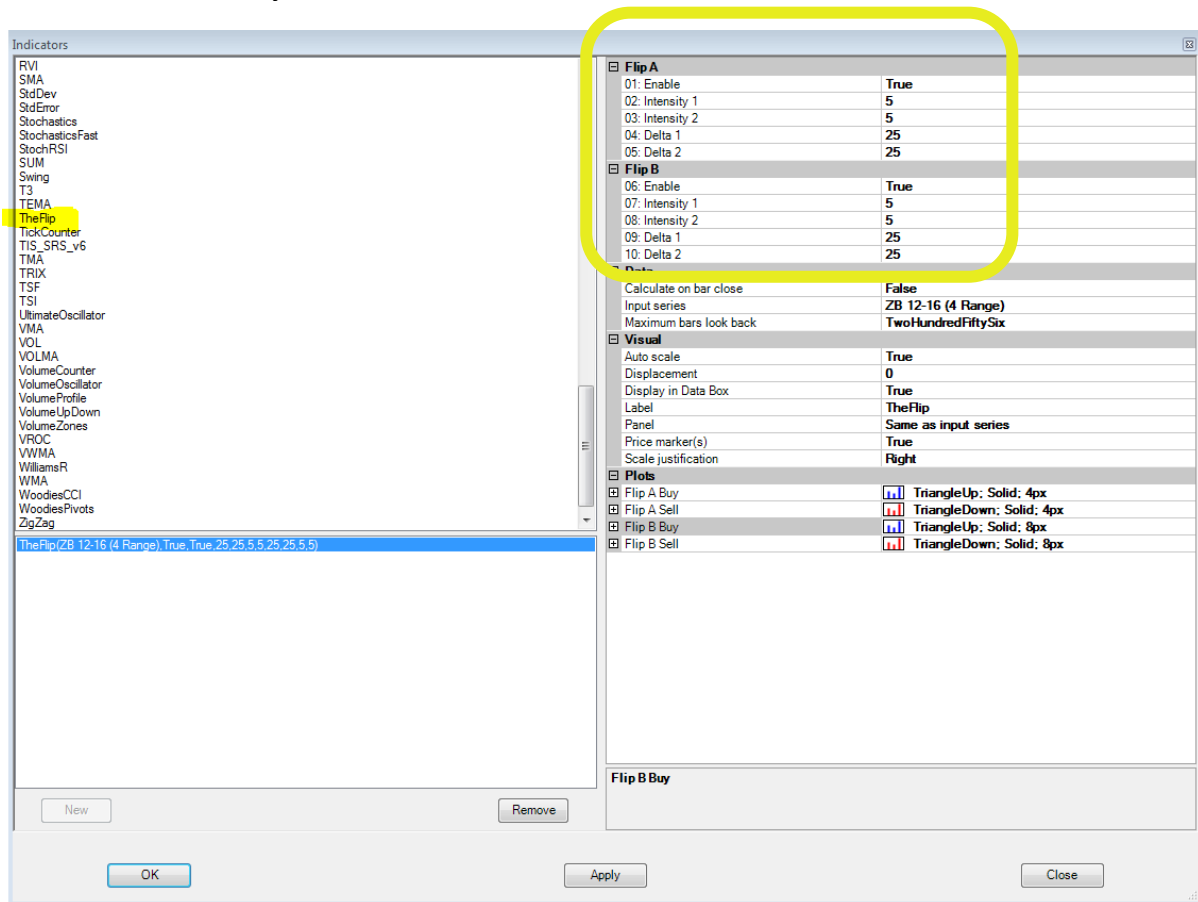 Indicators
RVI
SMA
StdDev
StdError
Stochastics
StochasticsFast
StochRSI
SUM
Swing
T3
TEMA
TheFlip
TickCounter
TIS_SRS_v6
TMA
TRIX
TSF
TSI
UltimateOscillator
VMA
VOL
VOLMA
VolumeCounter
VolumeOscillator
VolumeProfile
VolumeUpDown
VolumeZones
VROC
VWMA
WilliamsR
WMA
WoodiesCCI
WoodiesPivots
ZigZag
TheFlip(ZB 12-16 (4 Range),True,True,25,25,5,5,25,25,5,5)
New
Remove
Flip A
01: Enable True
02: Intensity 1 5
03: Intensity 2 5
04: Delta 1 25
05: Delta 2 25
Flip B
06: Enable True
07: Intensity 1 5
08: Intensity 2 5
09: Delta 1 25
10: Delta 2 25
Data
Calculate on bar close False
Input series ZB 12-16 (4 Range)
Maximum bars look back TwoHundredFiftySix
Visual
Auto scale True
Displacement 0
Display in Data Box True
Label TheFlip
Panel Same as input series
Price marker(s) True
Scale justification Right
Plots
Flip A Buy TriangleUp; Solid; 4px
Flip A Sell TriangleDown; Solid; 4px
Flip B Buy TriangleUp; Solid; 8px
Flip B Sell TriangleDown; Solid; 8px
Flip B Buy
OK
Apply
Close